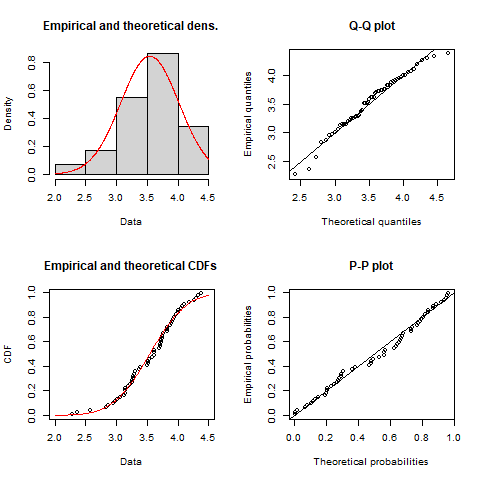 Empirical and theoretical dens.
Density
0.0 0.2 0.4 0.6 0.8
2.0 2.5 3.0 3.5 4.0 4.5
Data
Q-Q plot
Empirical quantiles
2.5 3.0 3.5 4.0
2.5 3.0 3.5 4.0 4.5
Theoretical quantiles
Empirical and theoretical CDFs
CDF
0.0 0.2 0.4 0.6 0.8 1.0
2.0 2.5 3.0 3.5 4.0 4.5
Data
P-P plot
Empirical probabilities
0.0 0.2 0.4 0.6 0.8 1.0
0.0 0.2 0.4 0.6 0.8 1.0
Theoretical probabilities